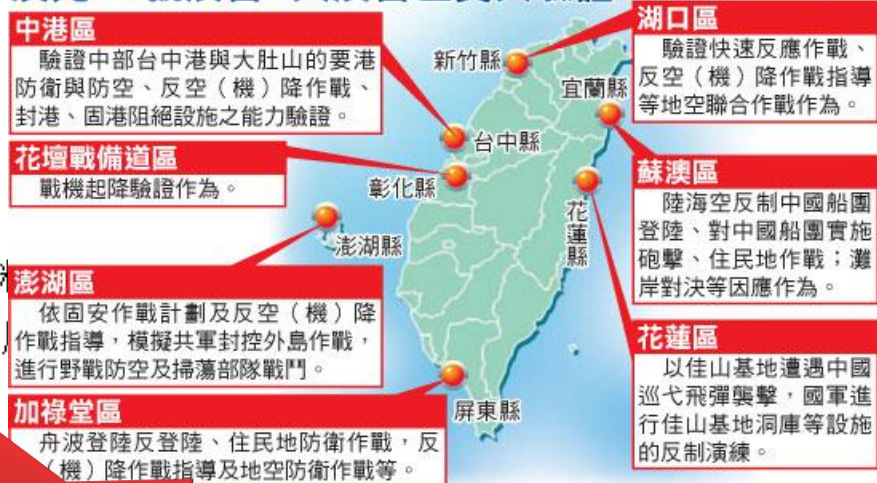 中港區
驗證中部台中港與大肚山的要港
防衛與防空、反空（機）降作戰、
封港、固港阻絕設施之能力驗證。
花壇戰備道區
戰機起降驗證作為。
澎湖區
依固安作戰計劃及反空（機）降
作戰指導，模擬共軍封控外島作戰，
進行野戰防空及掃蕩部隊戰鬥。
加祿堂區
舟波登陸反登陸、住民地防衛作戰，反
（機）降作戰指導及地空防衛作戰等。
新竹縣
宜蘭縣
台中縣
彰化縣
花蓮縣
澎湖縣
屏東縣
湖口區
驗證快速反應作戰、
反空（機）降作戰指導
等地空聯合作戰作為。
蘇澳區
陸海空反制中國船團
登陸、對中國船團實施
砲擊、住民地作戰；灘
岸對決等因應作為。
花蓮區
以佳山基地遭遇中國
巡弋飛彈襲擊，國軍進
行佳山基地洞庫等設施
的反制演練。